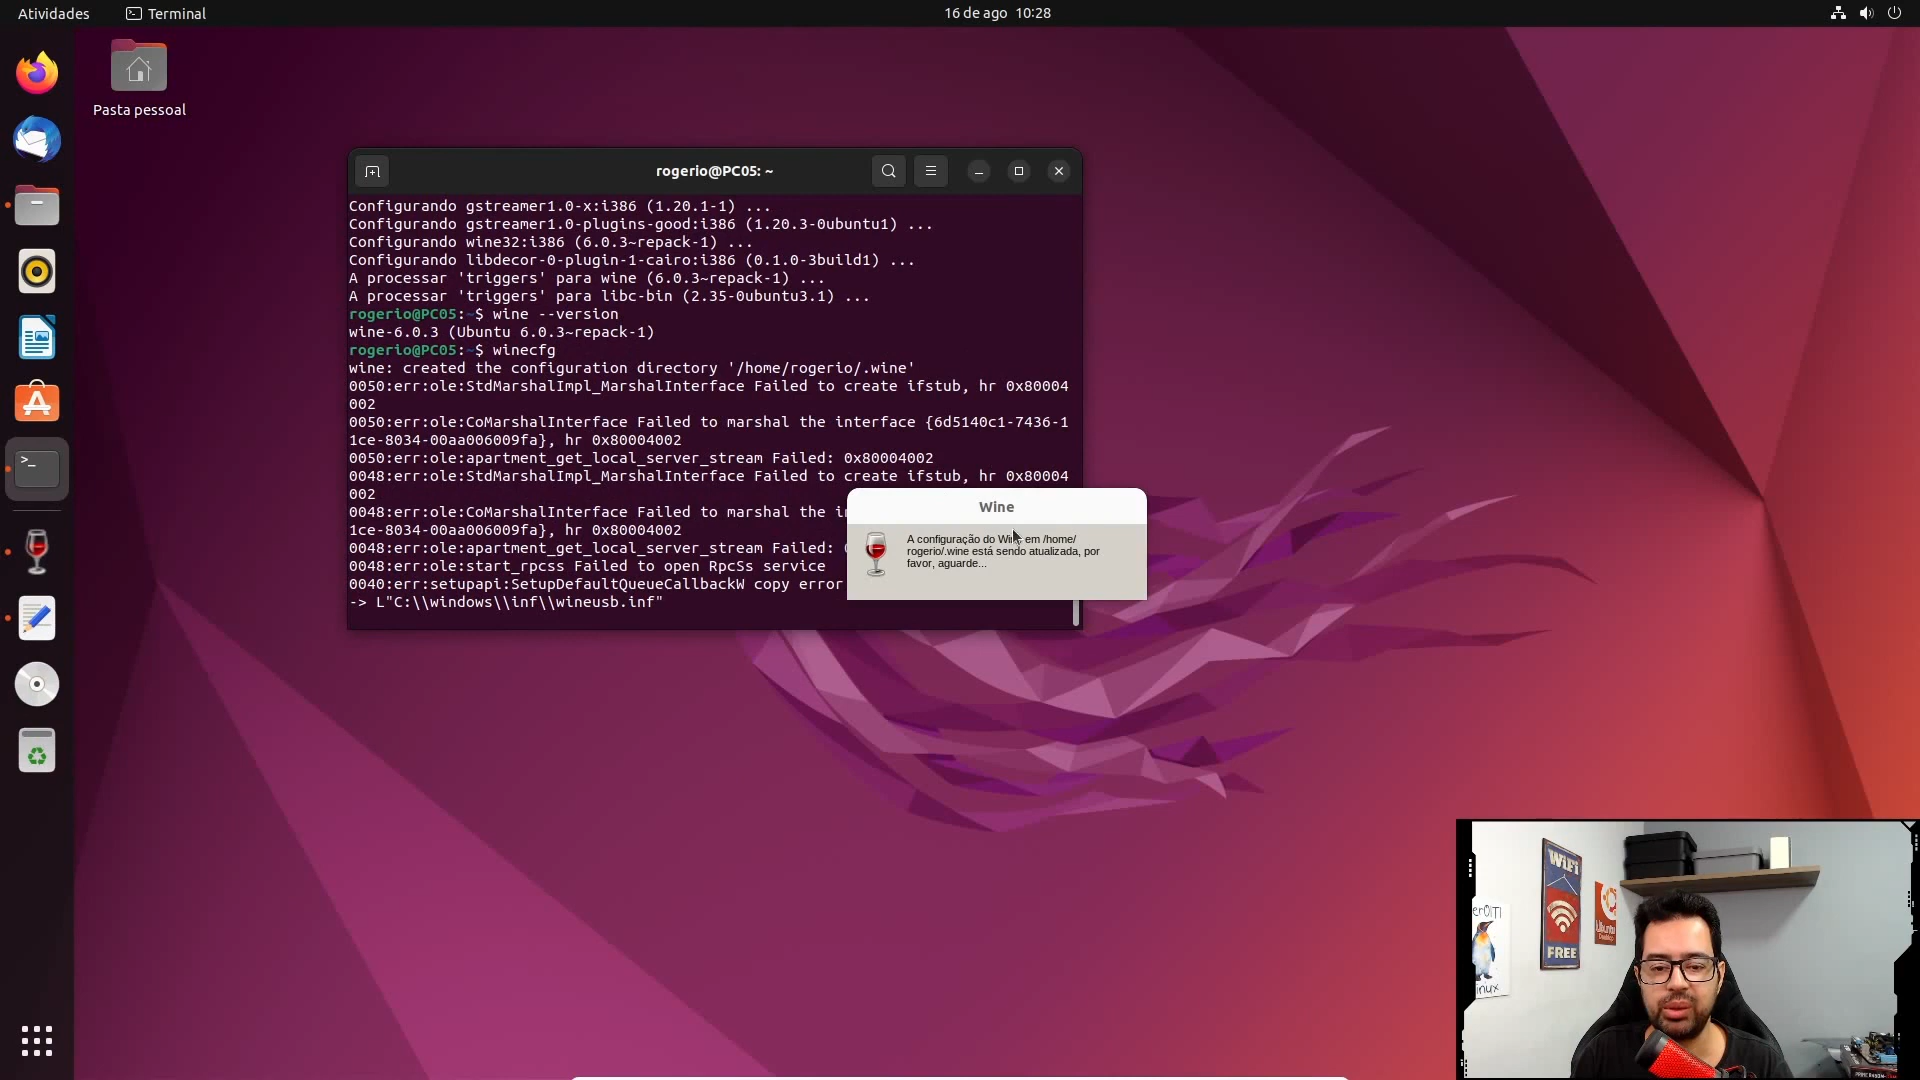 Atividades
Terminal
16 de ago 10:28
Pasta pessoal
rogerio@PC05: ~
Configurando gstreamer1.0-x:i386 (1.20.1-1) ...
Configurando gstreamer1.0-plugins-good:i386 (1.20.3-0ubuntu1) ...
Configurando wine32:i386 (6.0.3~repack-1) ...
Configurando libdecor-0-plugin-1-cairo:i386 (0.1.0-3build1) ...
A processar 'triggers' para wine (6.0.3~repack-1) ...
A processar 'triggers' para libc-bin (2.35-0ubuntu3.1) ...
rogerio@PC05:~$ wine --version
wine-6.0.3 (Ubuntu 6.0.3~repack-1)
rogerio@PC05:~$ winecfg
wine: created the configuration directory '/home/rogerio/.wine'
0050:err:ole:StdMarshalImpl_MarshalInterface Failed to create ifstub, hr 0x80004
002
0050:err:ole:CoMarshalInterface Failed to marshal the interface {6d5140c1-7436-1
1ce-8034-00aa006009fa}, hr 0x80004002
0050:err:ole:apartment_get_local_server_stream Failed: 0x80004002
0048:err:ole:StdMarshalImpl_MarshalInterface Failed to create ifstub, hr 0x80004
002
0048:err:ole:CoMarshalInterface Failed to marshal the i
1ce-8034-00aa006009fa}, hr 0x80004002
0048:err:ole:apartment_get_local_server_stream Failed:
0048:err:ole:start_rpcss Failed to open RpcSs service
0040:err:setupapi:SetupDefaultQueueCallbackW copy error
-> L"C:\\windows\\inf\\wineusb.inf"
Wine
A configuração do Wine em /home/
rogerio/.wine está sendo atualizada, por
favor, aguarde...
WiFi
FREE
Ubuntu
inux